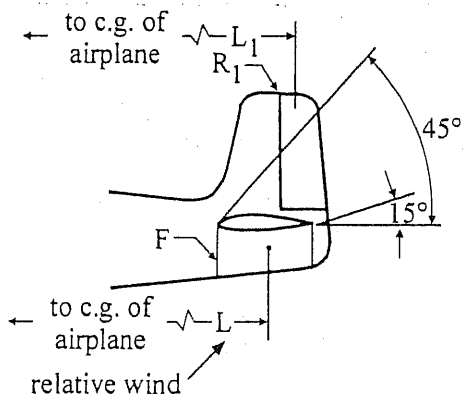 to c.g. of
airplane
L1
R1
45°
15°
F
to c.g. of
airplane
L
relative wind